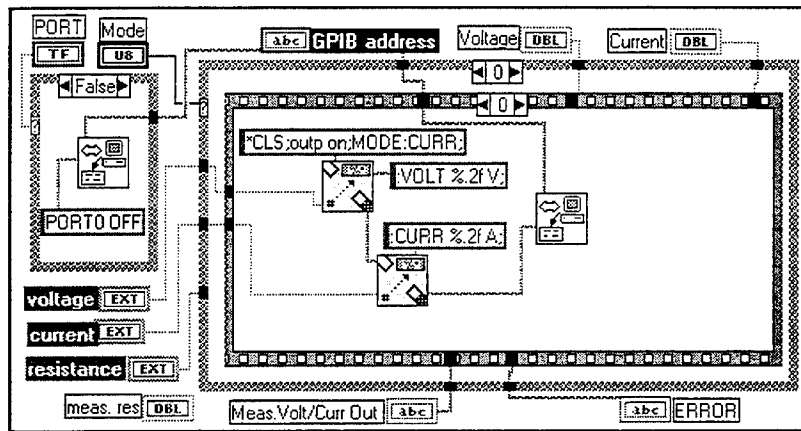 PORT
Mode
TF
U8
abc GPIB address
Voltage DBL
Current DBL
False
0
0
*CLS;outp on;MODE:CURR;
:VOLT %.2f V;
PORT0 OFF
:CURR %.2f A;
voltage EXT
current EXT
resistance EXT
meas. res DBL
Meas.Volt/Curr Out abc
abc ERROR